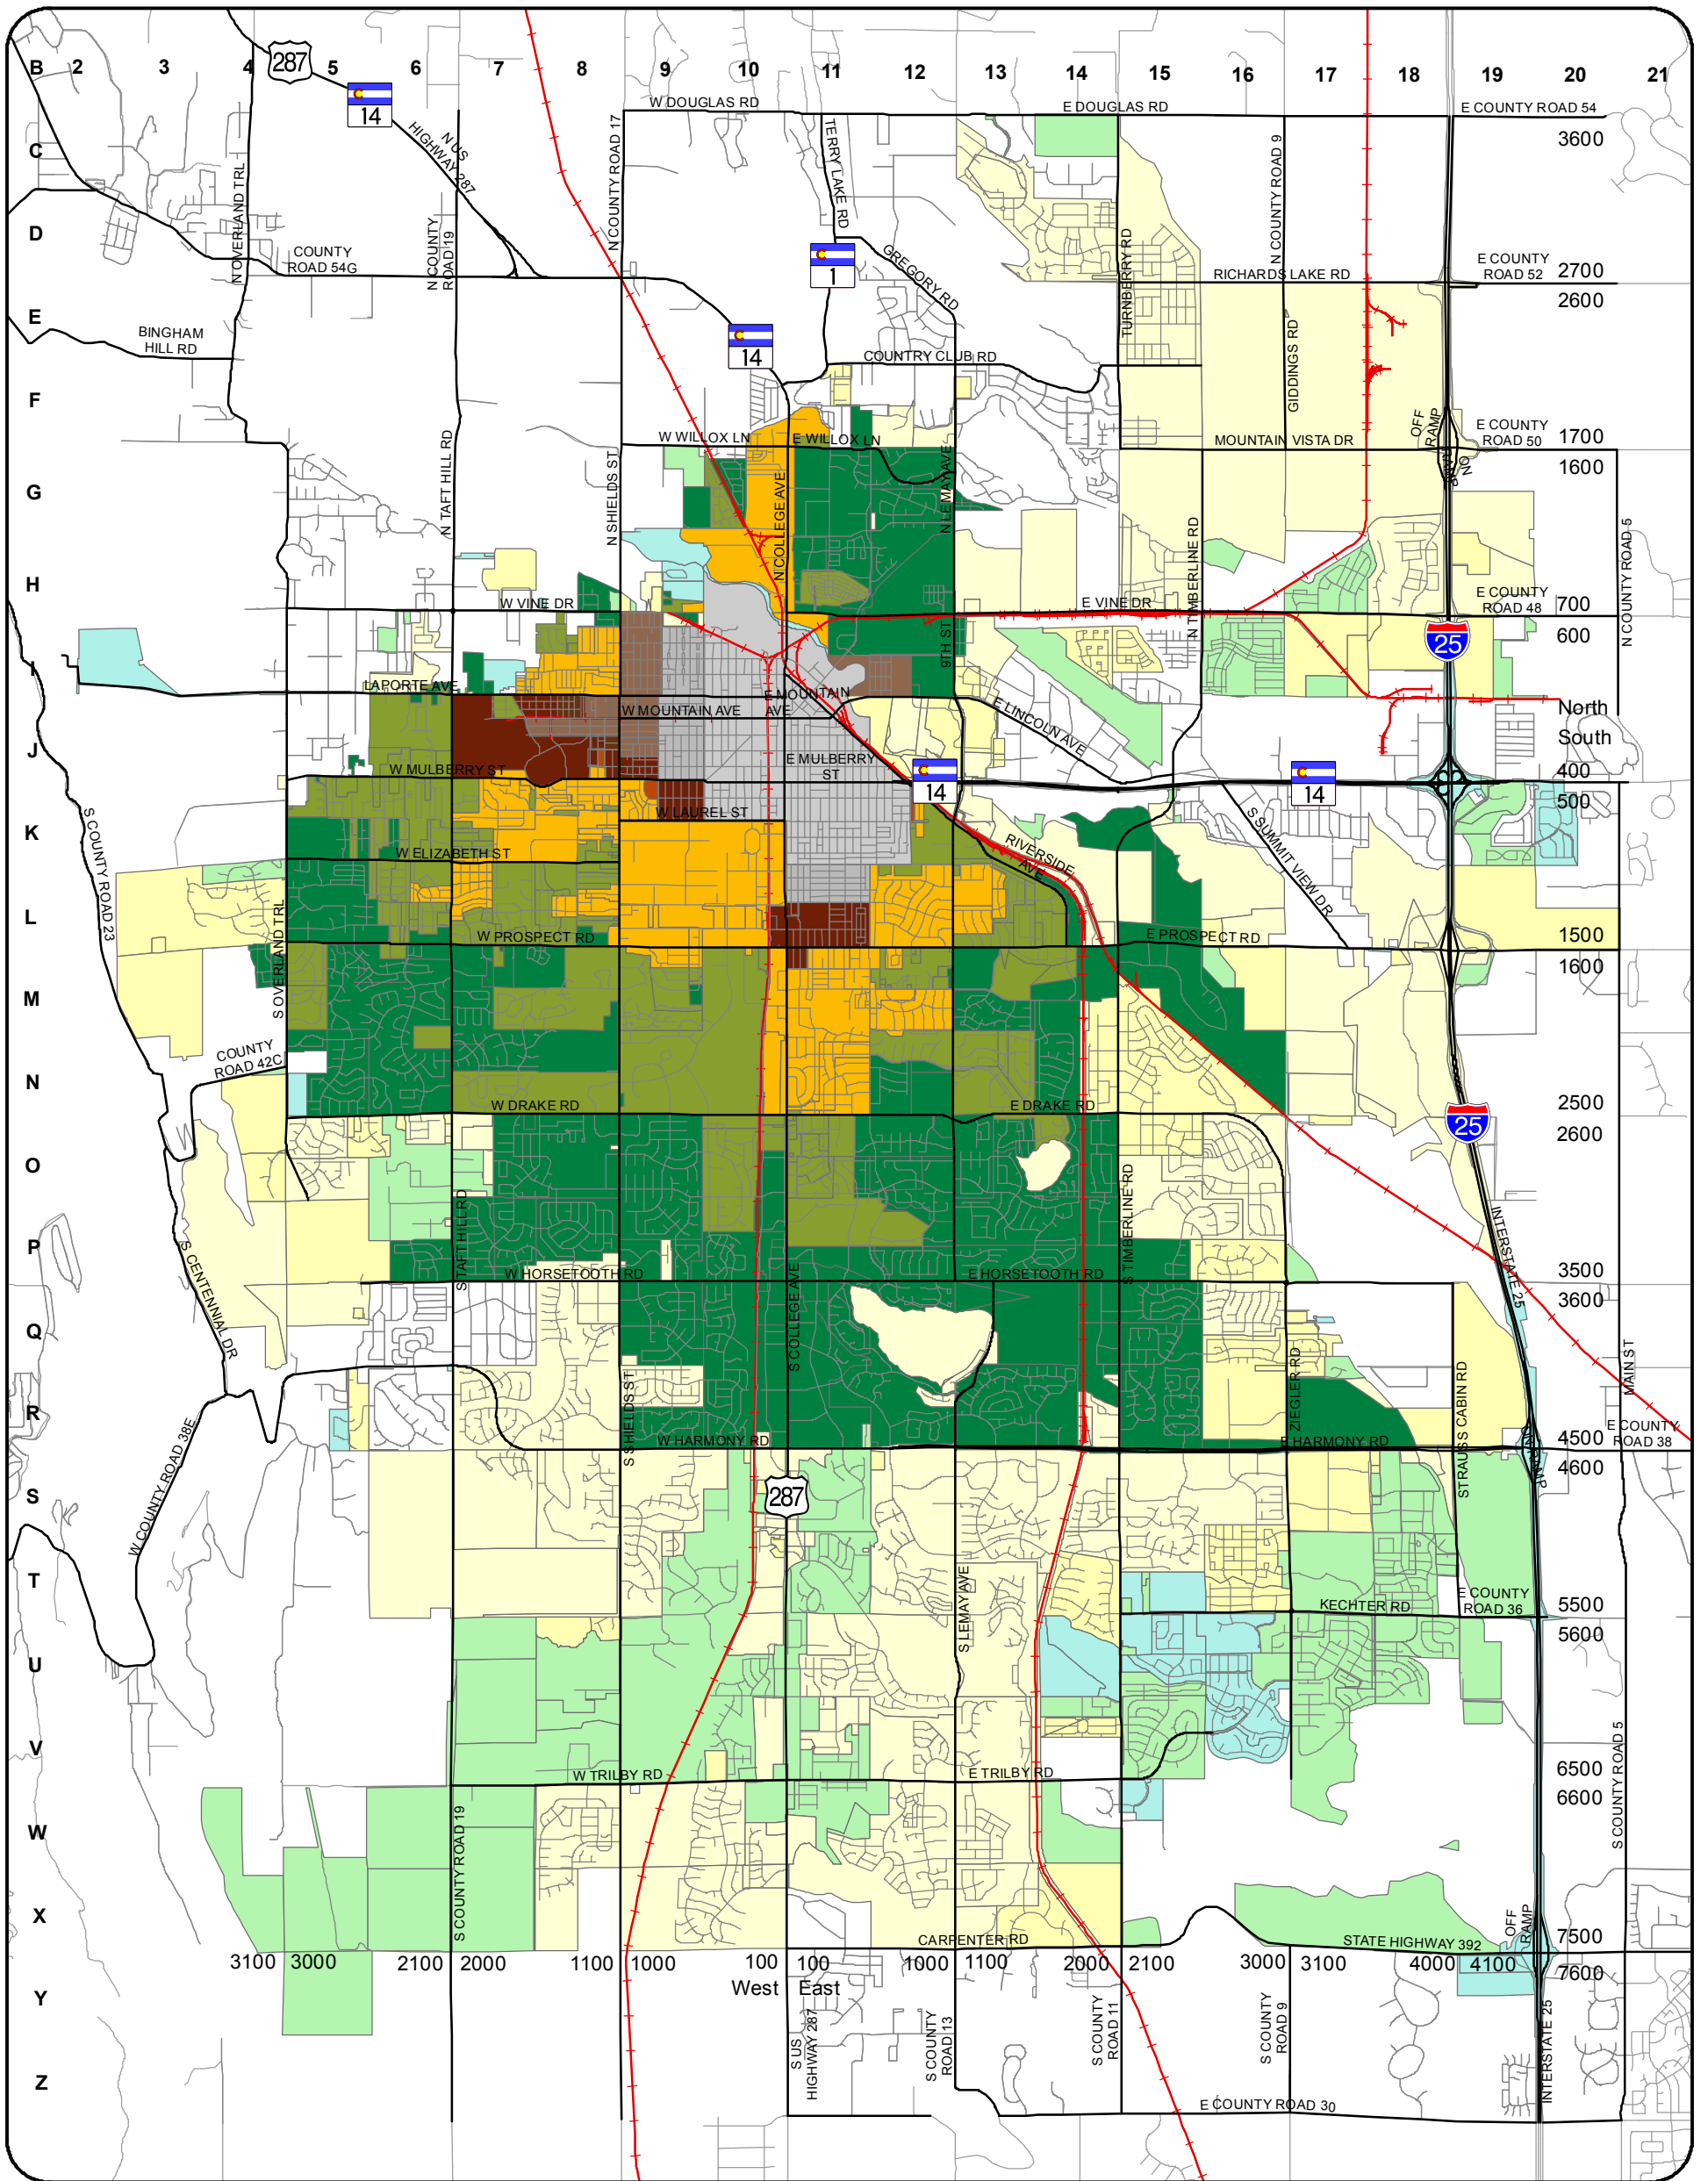 B 2 3 4 5 6 7 8 9 10 11 12 13 14 15 16 17 18 19 20 21
287
14
W DOUGLAS RD
E DOUGLAS RD
E COUNTY ROAD 54
3600
C
N US
HIGHWAY 287
N OVERLAND TRL
N COUNTY ROAD 17
TERRY LAKE RD
N COUNTY ROAD 9
D
COUNTY
ROAD 54G
N COUNTY
ROAD 19
1
GREGORY RD
TURNBERRY RD
RICHARDS LAKE RD
E COUNTY
ROAD 52
2700
2600
E
BINGHAM
HILL RD
14
COUNTRY CLUB RD
GIDDINGS RD
F
OFF
RAMP
W WILLOX LN
E WILLOX LN
MOUNTAIN VISTA DR
E COUNTY
ROAD 50
1700
1600
ON
RAMP
N TAFT HILL RD
N SHIELDS ST
N COLLEGE AVE
N LEMAY AVE
G
N TIMBERLINE RD
N COUNTY ROAD 5
H
W VINE DR
E VINE DR
E COUNTY
ROAD 48
700
600
25
9TH ST
I
LAPORTE AVE
E MOUNTAIN
AVE
W MOUNTAIN AVE
E LINCOLN AVE
North
South
J
W MULBERRY ST
E MULBERRY
ST
14
14
400
500
S COUNTY ROAD 23
W LAUREL ST
S SUMMIT VIEW DR
K
W ELIZABETH ST
RIVERSIDE
AVE
L
S OVERLAND TRL
W PROSPECT RD
E PROSPECT RD
1500
1600
M
COUNTY
ROAD 42C
N
W DRAKE RD
E DRAKE RD
2500
2600
25
O
S TAFT HILL RD
S TIMBERLINE RD
INTERSTATE 25
P
S CENTENNIAL DR
W HORSETOOTH RD
E HORSETOOTH RD
3500
3600
S COLLEGE AVE
Q
ZIEGLER RD
STRAUSS CABIN RD
MAIN ST
R
W COUNTY ROAD 38E
S SHIELDS ST
W HARMONY RD
E HARMONY RD
4500
4600
E COUNTY
ROAD 38
RAMP
S
287
T
S LEMAY AVE
KECHTER RD
E COUNTY
ROAD 36
5500
5600
U
V
W TRILBY RD
E TRILBY RD
6500
6600
S COUNTY ROAD 5
W
S COUNTY ROAD 19
X
CARPENTER RD
STATE HIGHWAY 392
OFF
RAMP
7500
7600
3100 3000 2100 2000 1100 1000 100 100 1000 1100 2000 2100 3000 3100 4000 4100
West East
Y
S US
HIGHWAY 287
S COUNTY
ROAD 13
S COUNTY
ROAD 11
S COUNTY
ROAD 9
INTERSTATE 25
Z
E COUNTY ROAD 30